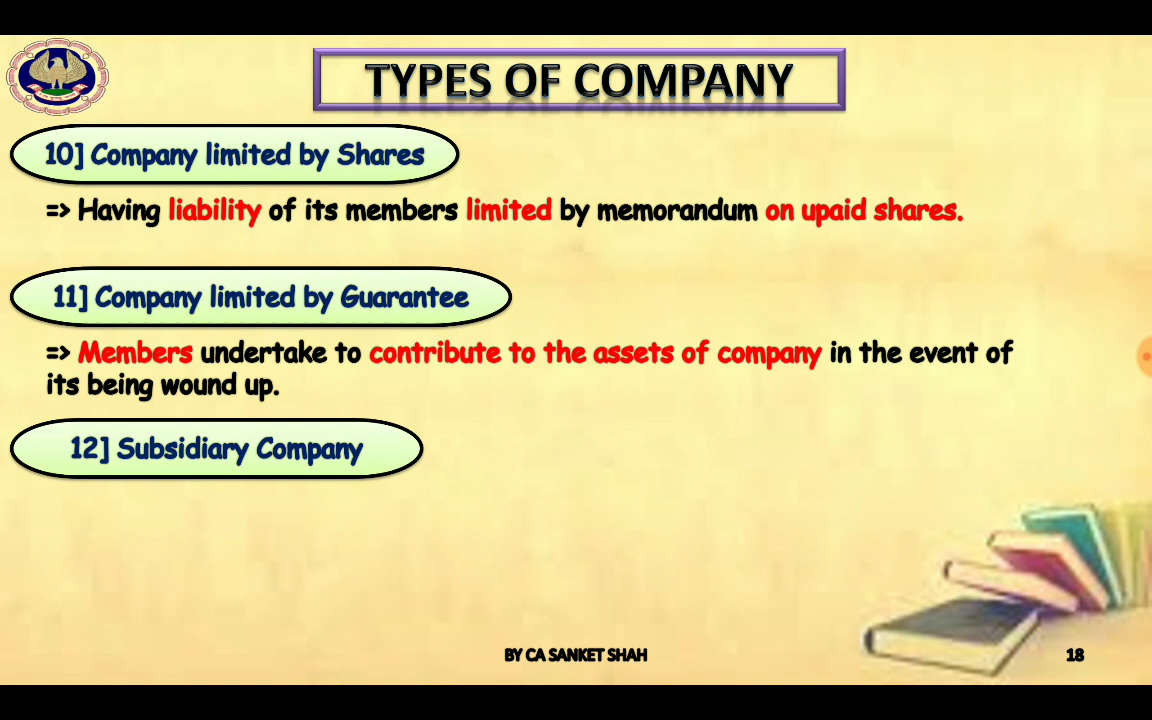 TYPES OF COMPANY
10] Company limited by Shares
=> Having liability of its members limited by memorandum on upaid shares.
11] Company limited by Guarantee
=> Members undertake to contribute to the assets of company in the event of
its being wound up.
12] Subsidiary Company
BY CA SANKET SHAH
18